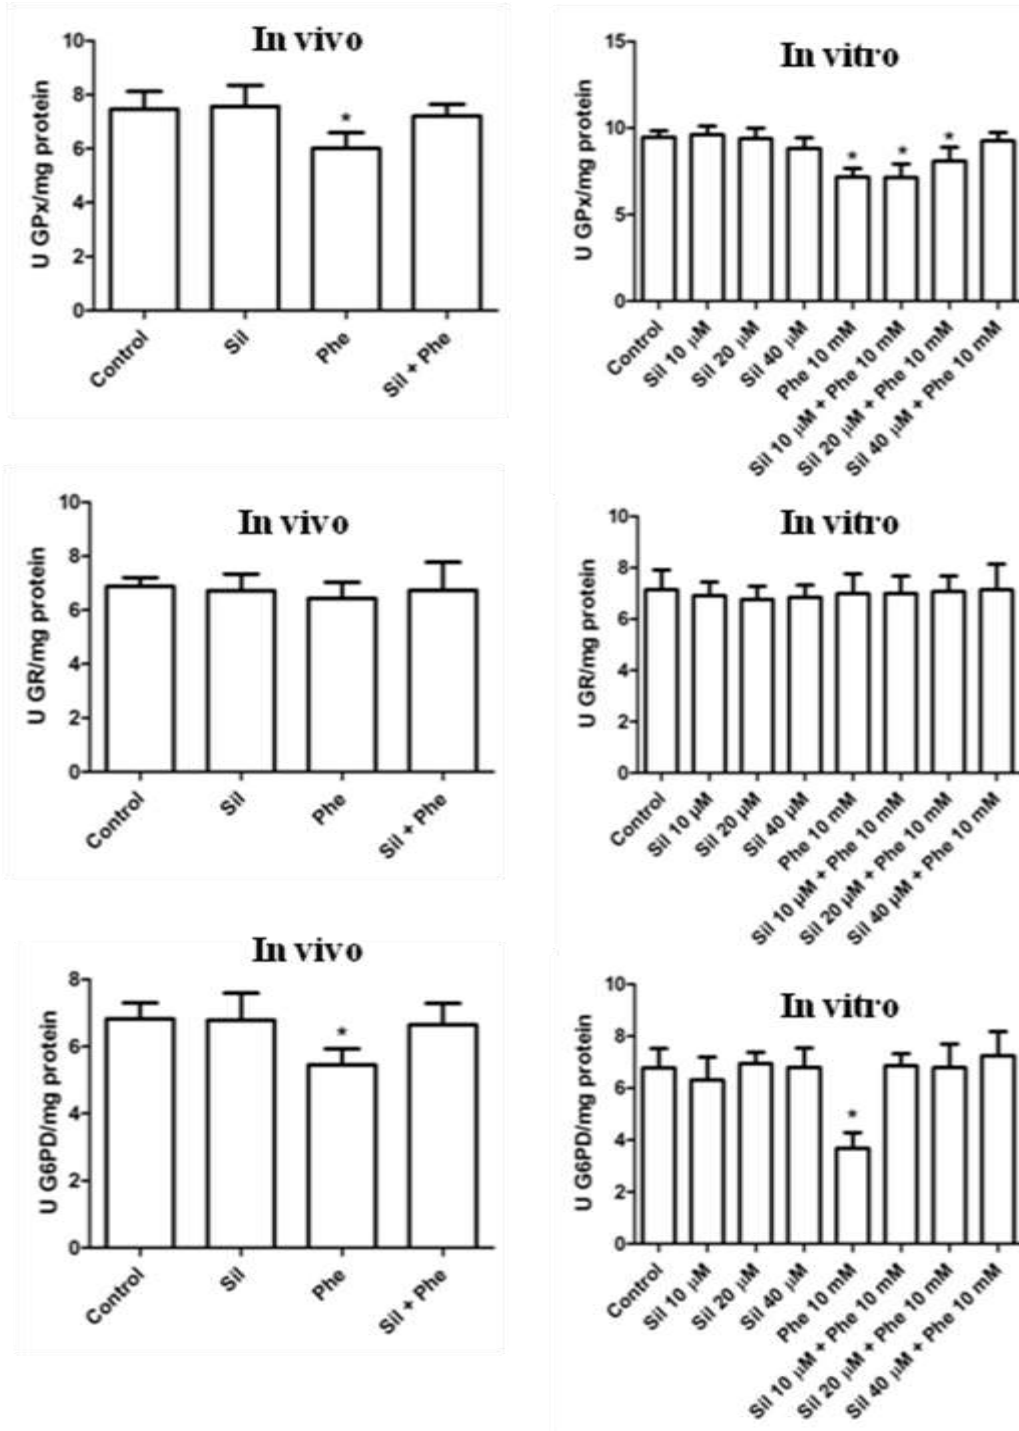 In vivo
U GPx/mg protein
10
8
6
4
2
0
*
Control
Sil
Phe
Sil + Phe
In vitro
U GPx/mg protein
15
10
5
0
* * *
Control
Sil 10 μM
Sil 20 μM
Sil 40 μM
Phe 10 mM
Sil 10 μM + Phe 10 mM
Sil 20 μM + Phe 10 mM
Sil 40 μM + Phe 10 mM
In vivo
U GR/mg protein
10
8
6
4
2
0
Control
Sil
Phe
Sil + Phe
In vitro
U GR/mg protein
10
8
6
4
2
0
Control
Sil 10 μM
Sil 20 μM
Sil 40 μM
Phe 10 mM
Sil 10 μM + Phe 10 mM
Sil 20 μM + Phe 10 mM
Sil 40 μM + Phe 10 mM
In vivo
U G6PD/mg protein
8
6
4
2
0
*
Control
Sil
Phe
Sil + Phe
In vitro
U G6PD/mg protein
10
8
6
4
2
0
*
Control
Sil 10 μM
Sil 20 μM
Sil 40 μM
Phe 10 mM
Sil 10 μM + Phe 10 mM
Sil 20 μM + Phe 10 mM
Sil 40 μM + Phe 10 mM